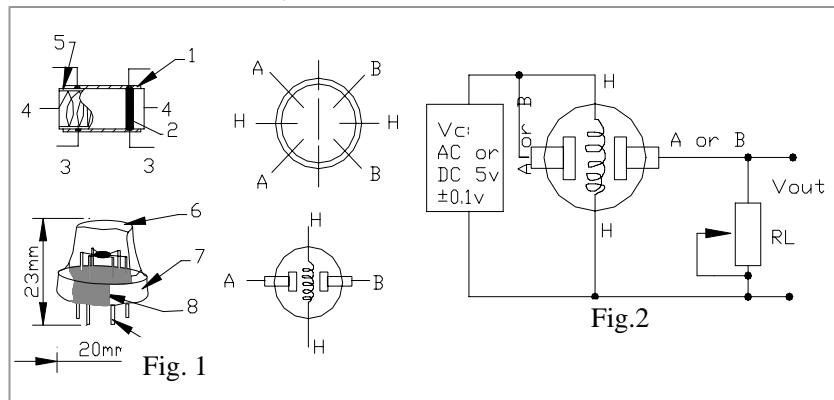 5
1
4
4
2
3
3
A
B
H
H
A
B
6
7
8
23mm
20mm
Fig. 1
H
A
B
H
Vc:
AC or
DC 5v
±0.1v
A or B
H
H
A or B
Vout
RL
Fig.2